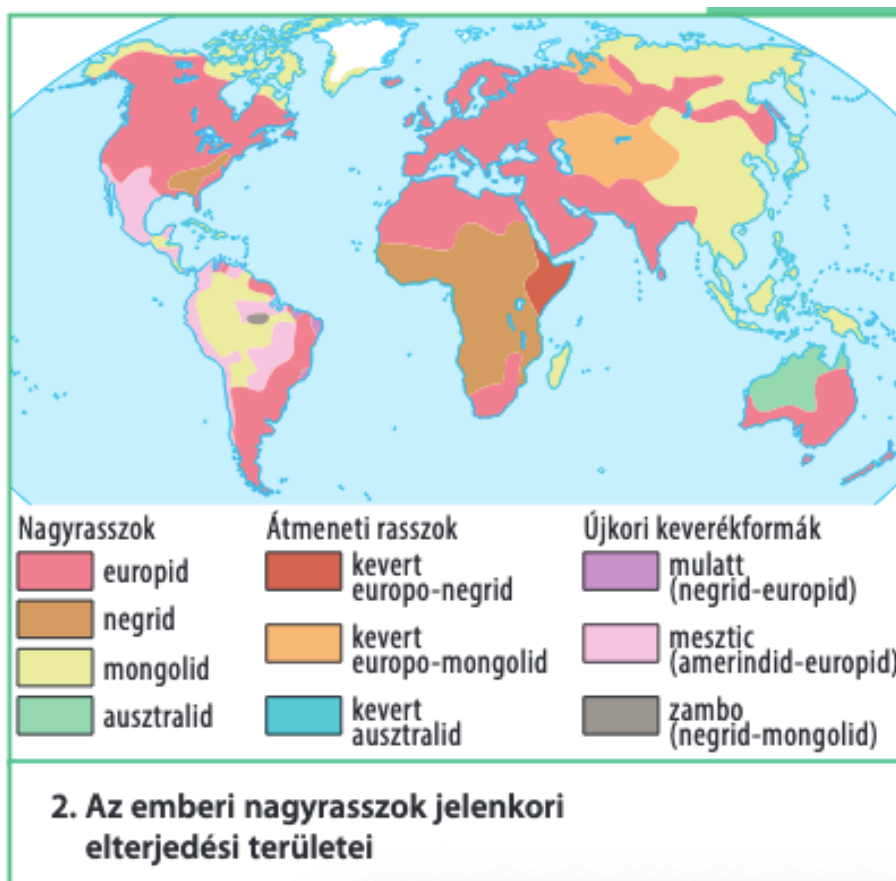 Nagyrasszok
europid
negrid
mongolid
ausztralid
Átmeneti rasszok
kevert
europo-negrid
kevert
europo-mongolid
kevert
ausztralid
Újkori keverékformák
mulatt
(negrid-europid)
mesztic
(amerindid-europid)
zambo
(negrid-mongolid)
2. Az emberi nagyrasszok jelenkori
elterjedési területei